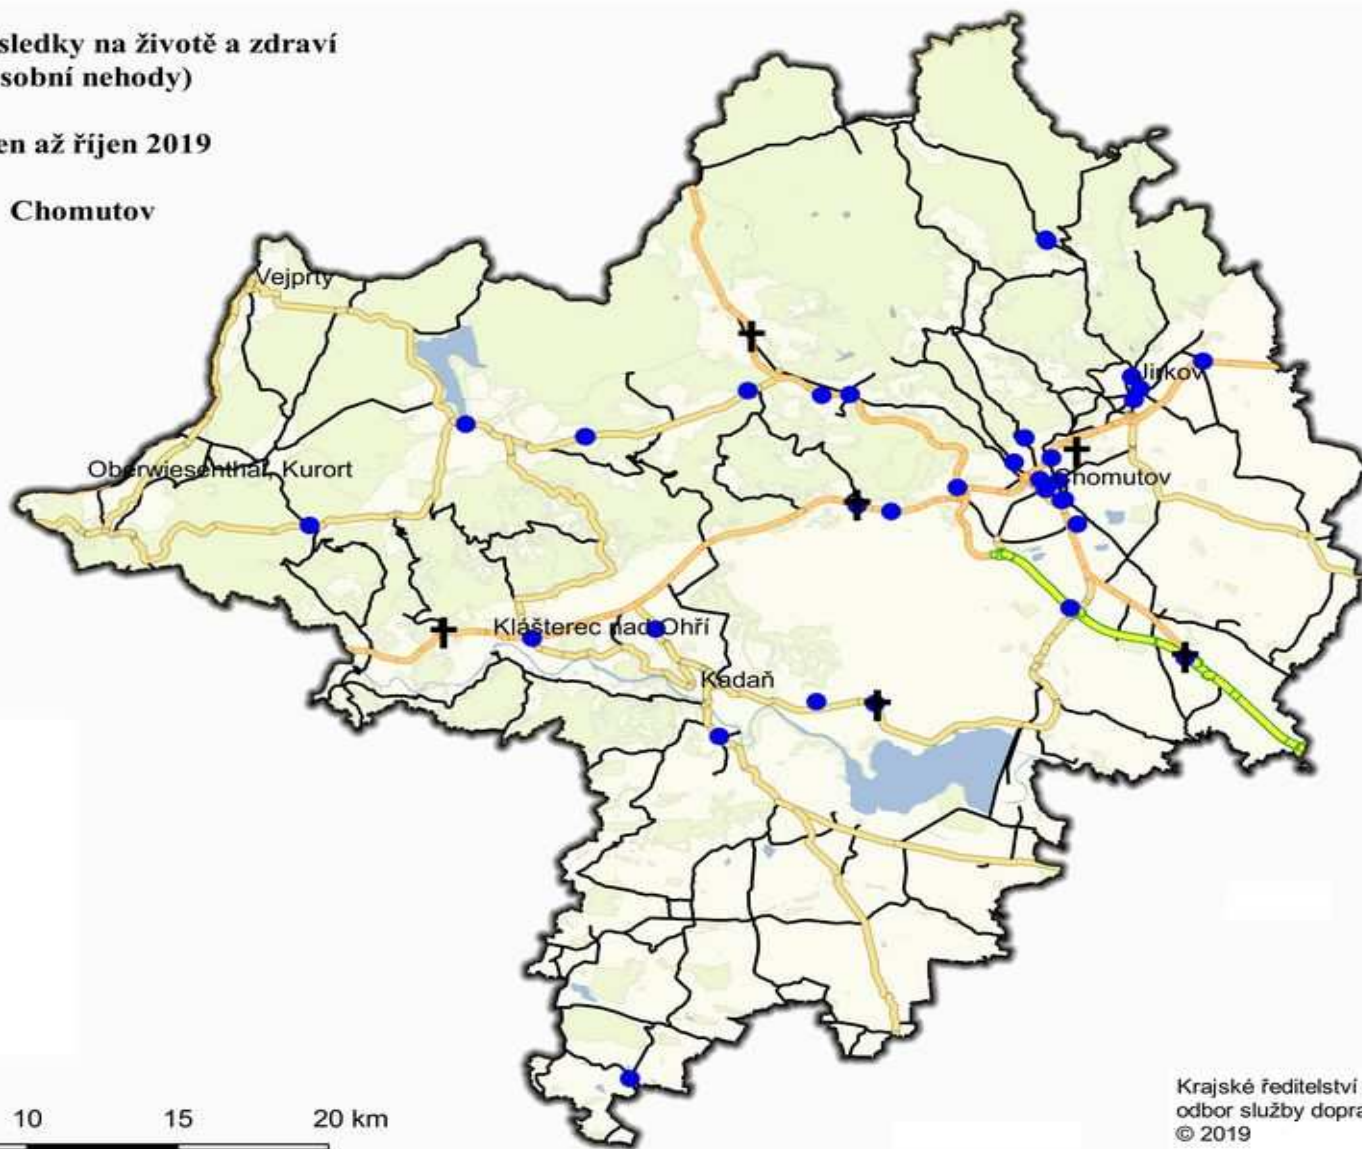 sledky na životě a zdraví
sobní nehody)
en až říjen 2019
Chomutov
Vejprty
Jirkov
Oberwiesenthal, Kurort
Chomutov
Klášterec nad Ohří
Kadaň
10 15 20 km
Krajské ředitelství
odbor služby dopra
© 2019